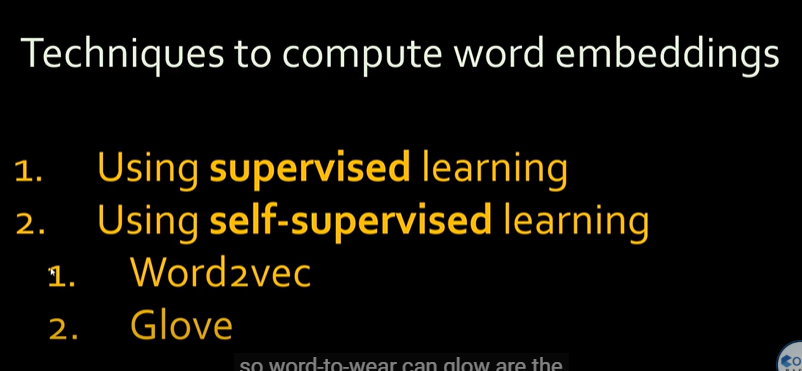 Techniques to compute word embeddings
1. Using supervised learning
2. Using self-supervised learning
1. Word2vec
2. Glove
so word-to-wear can glow are the